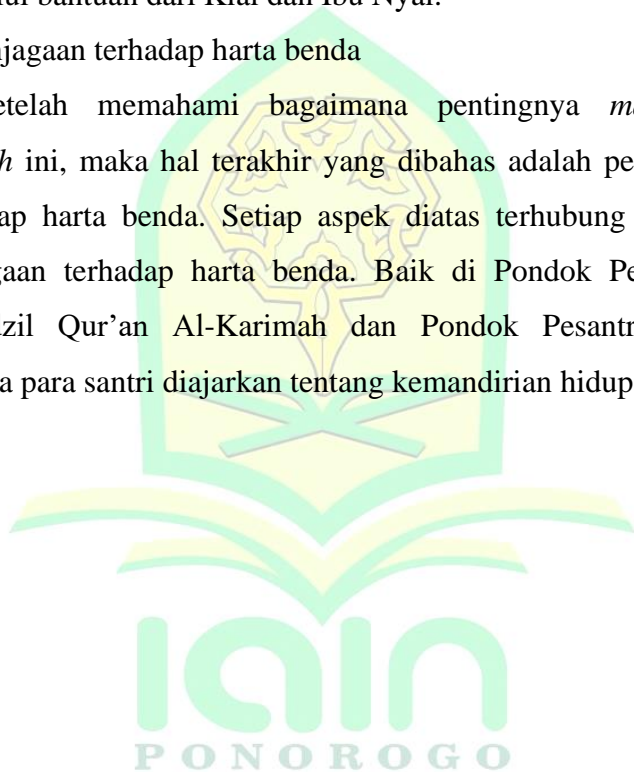 bantuan dari Kiai dan Ibu Nyai.
jagaan terhadap harta benda
etelah memahami bagaimana pentingnya
ini, maka hal terakhir yang dibahas adalah pe
ap harta benda. Setiap aspek diatas terhubung
gaan terhadap harta benda. Baik di Pondok Pe
dzil Qur’an Al-Karimah dan Pondok Pesantr
a para santri diajarkan tentang kemandirian hidup
iain
PONOROGO